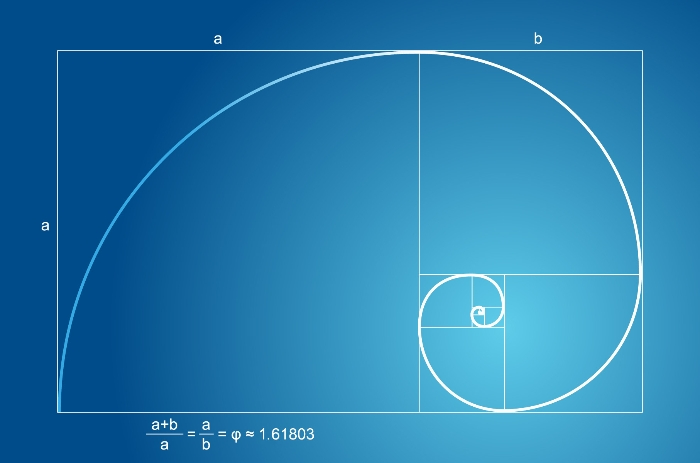 a
b
a
a+b/a = a/b = φ ≈ 1.61803